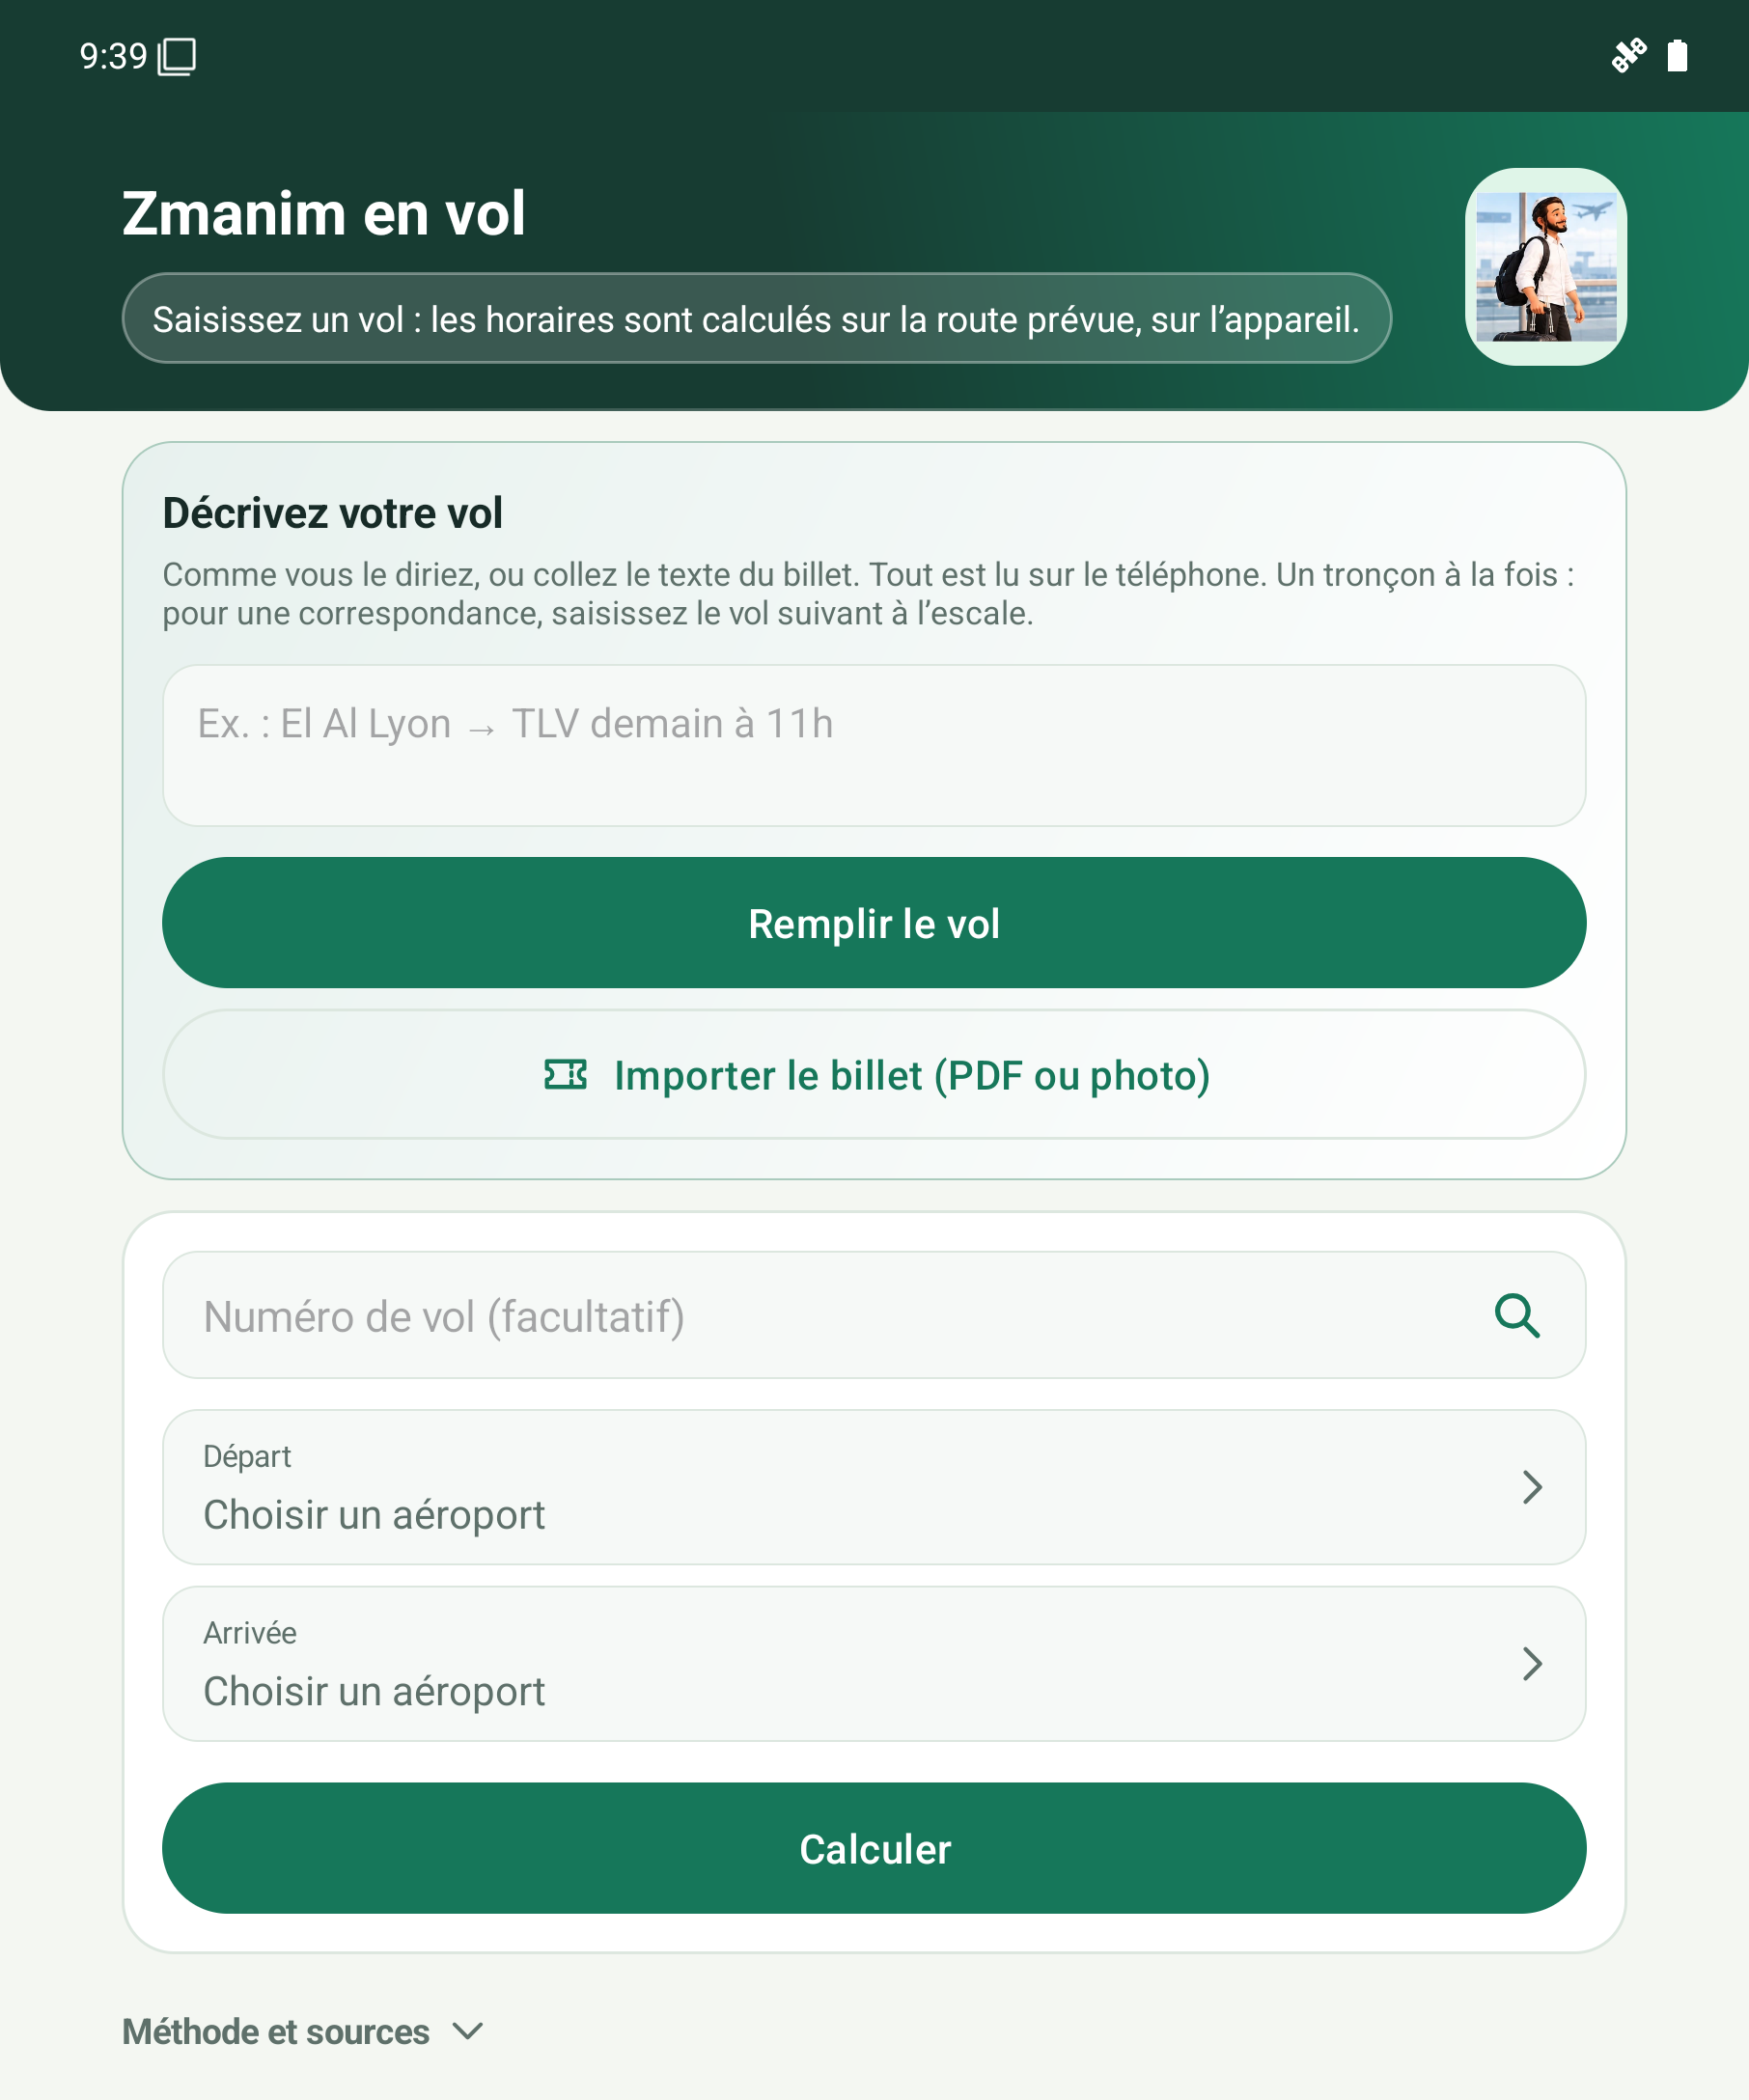 9:39
Zmanim en vol
Saisissez un vol : les horaires sont calculés sur la route prévue, sur l’appareil.
Décrivez votre vol
Comme vous le diriez, ou collez le texte du billet. Tout est lu sur le téléphone. Un tronçon à la fois :
pour une correspondance, saisissez le vol suivant à l’escale.
Ex. : El Al Lyon → TLV demain à 11h
Remplir le vol
Importer le billet (PDF ou photo)
Numéro de vol (facultatif)
Départ
Choisir un aéroport
Arrivée
Choisir un aéroport
Calculer
Méthode et sources